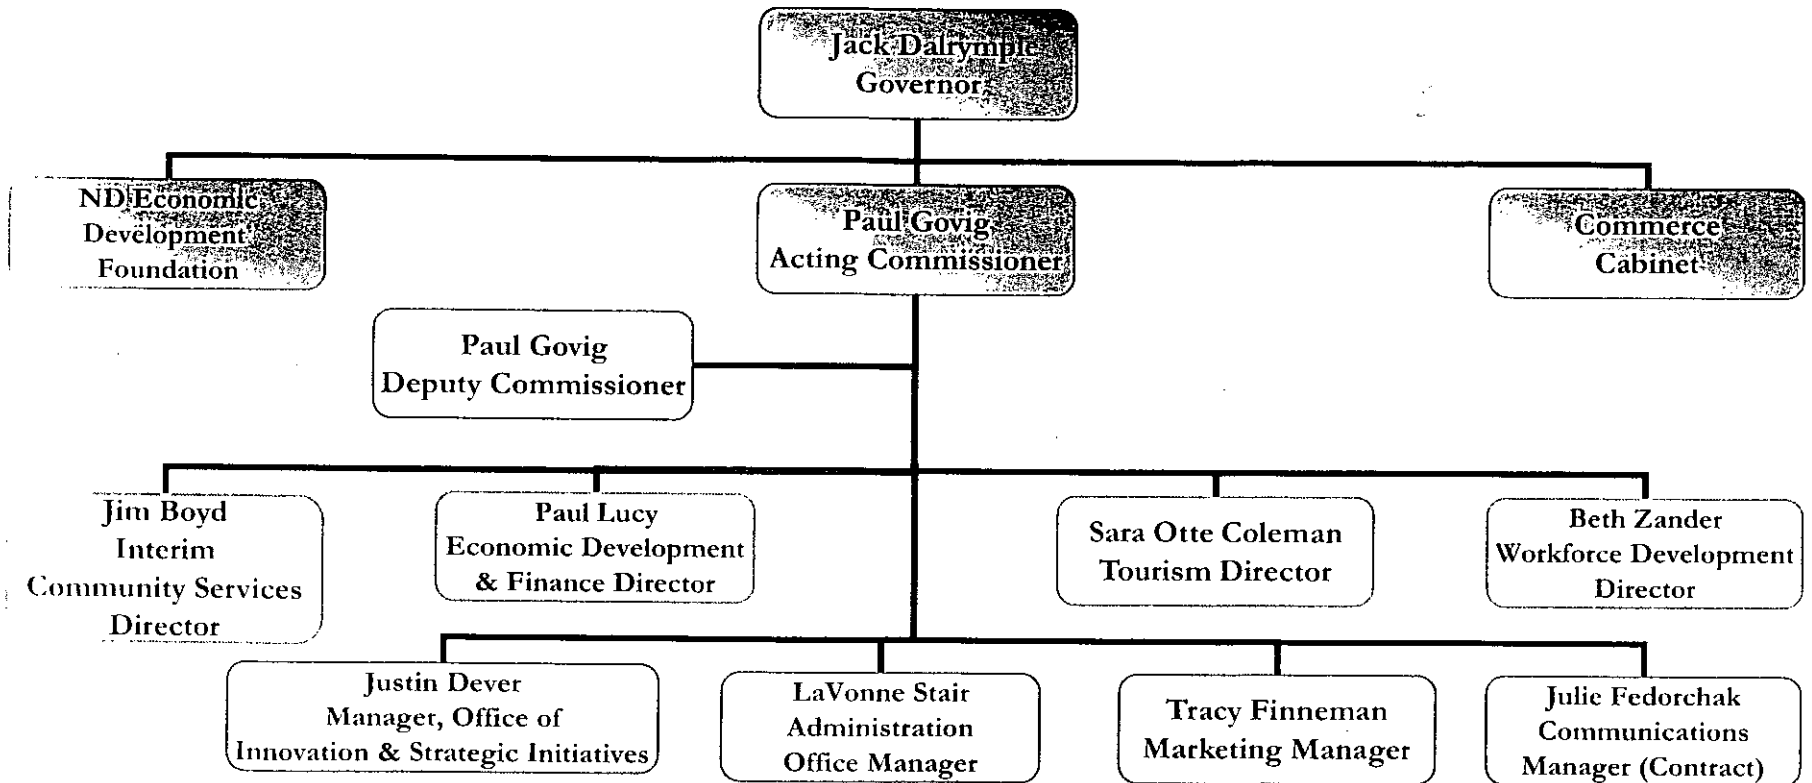 Jack Dalrymple
Governor
ND Economic
Development
Foundation
Paul Govig
Acting Commissioner
Commerce
Cabinet
Paul Govig
Deputy Commissioner
Jim Boyd
Interim
Community Services
Director
Paul Lucy
Economic Development
& Finance Director
Sara Otte Coleman
Tourism Director
Beth Zander
Workforce Development
Director
Justin Dever
Manager, Office of
Innovation & Strategic Initiatives
LaVonne Stair
Administration
Office Manager
Tracy Finneman
Marketing Manager
Julie Fedorchak
Communications
Manager (Contract)